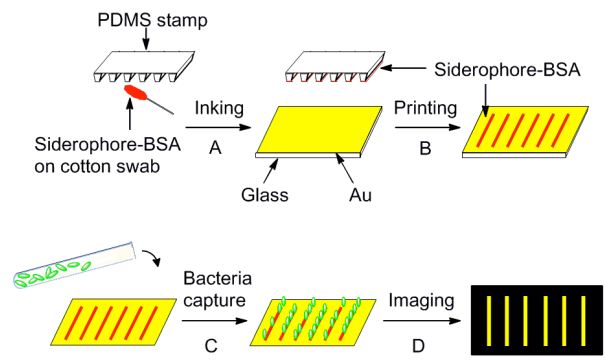 PDMS stamp
Siderophore-BSA
Siderophore-BSA
on cotton swab
Inking
A
Printing
B
Glass
Au
Bacteria
capture
C
Imaging
D